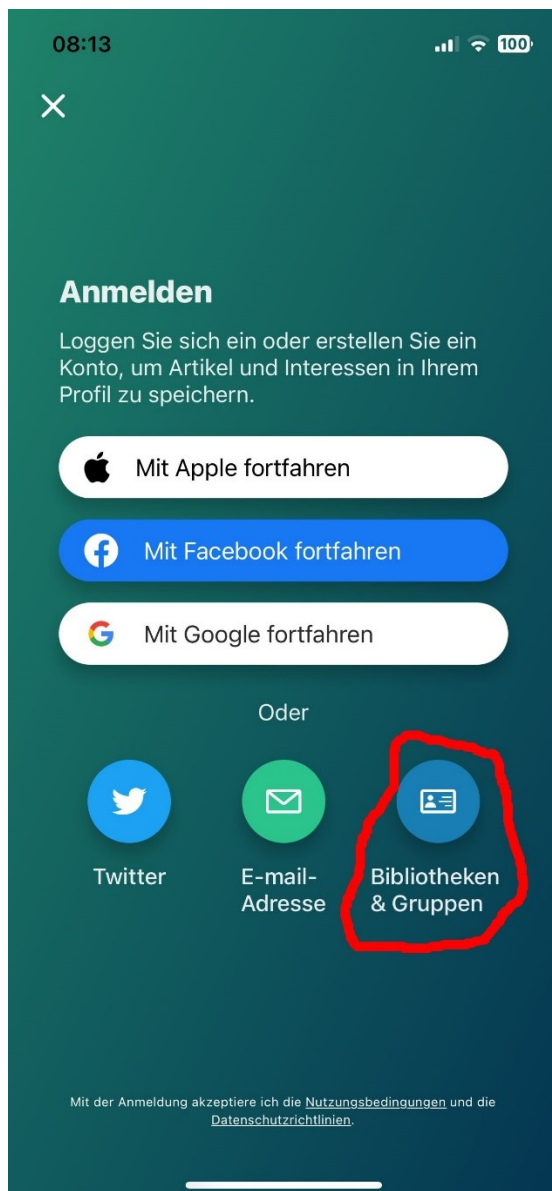 08:13
100
Anmelden
Loggen Sie sich ein oder erstellen Sie ein
Konto, um Artikel und Interessen in Ihrem
Profil zu speichern.
Mit Apple fortfahren
Mit Facebook fortfahren
Mit Google fortfahren
Oder
Twitter
E-mail-
Adresse
Bibliotheken
& Gruppen
Mit der Anmeldung akzeptiere ich die Nutzungsbedingungen und die
Datenschutzrichtlinien.